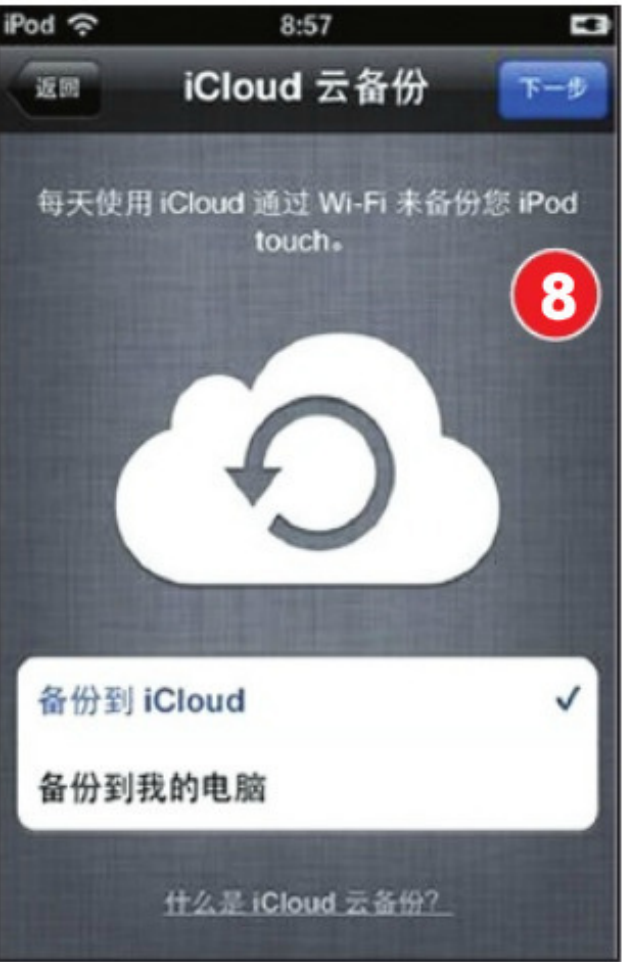 iPod 8:57
返回 iCloud 云备份 下一步
每天使用 iCloud 通过 Wi-Fi 来备份您 iPod
touch。
8
备份到 iCloud
备份到我的电脑
什么是 iCloud 云备份？